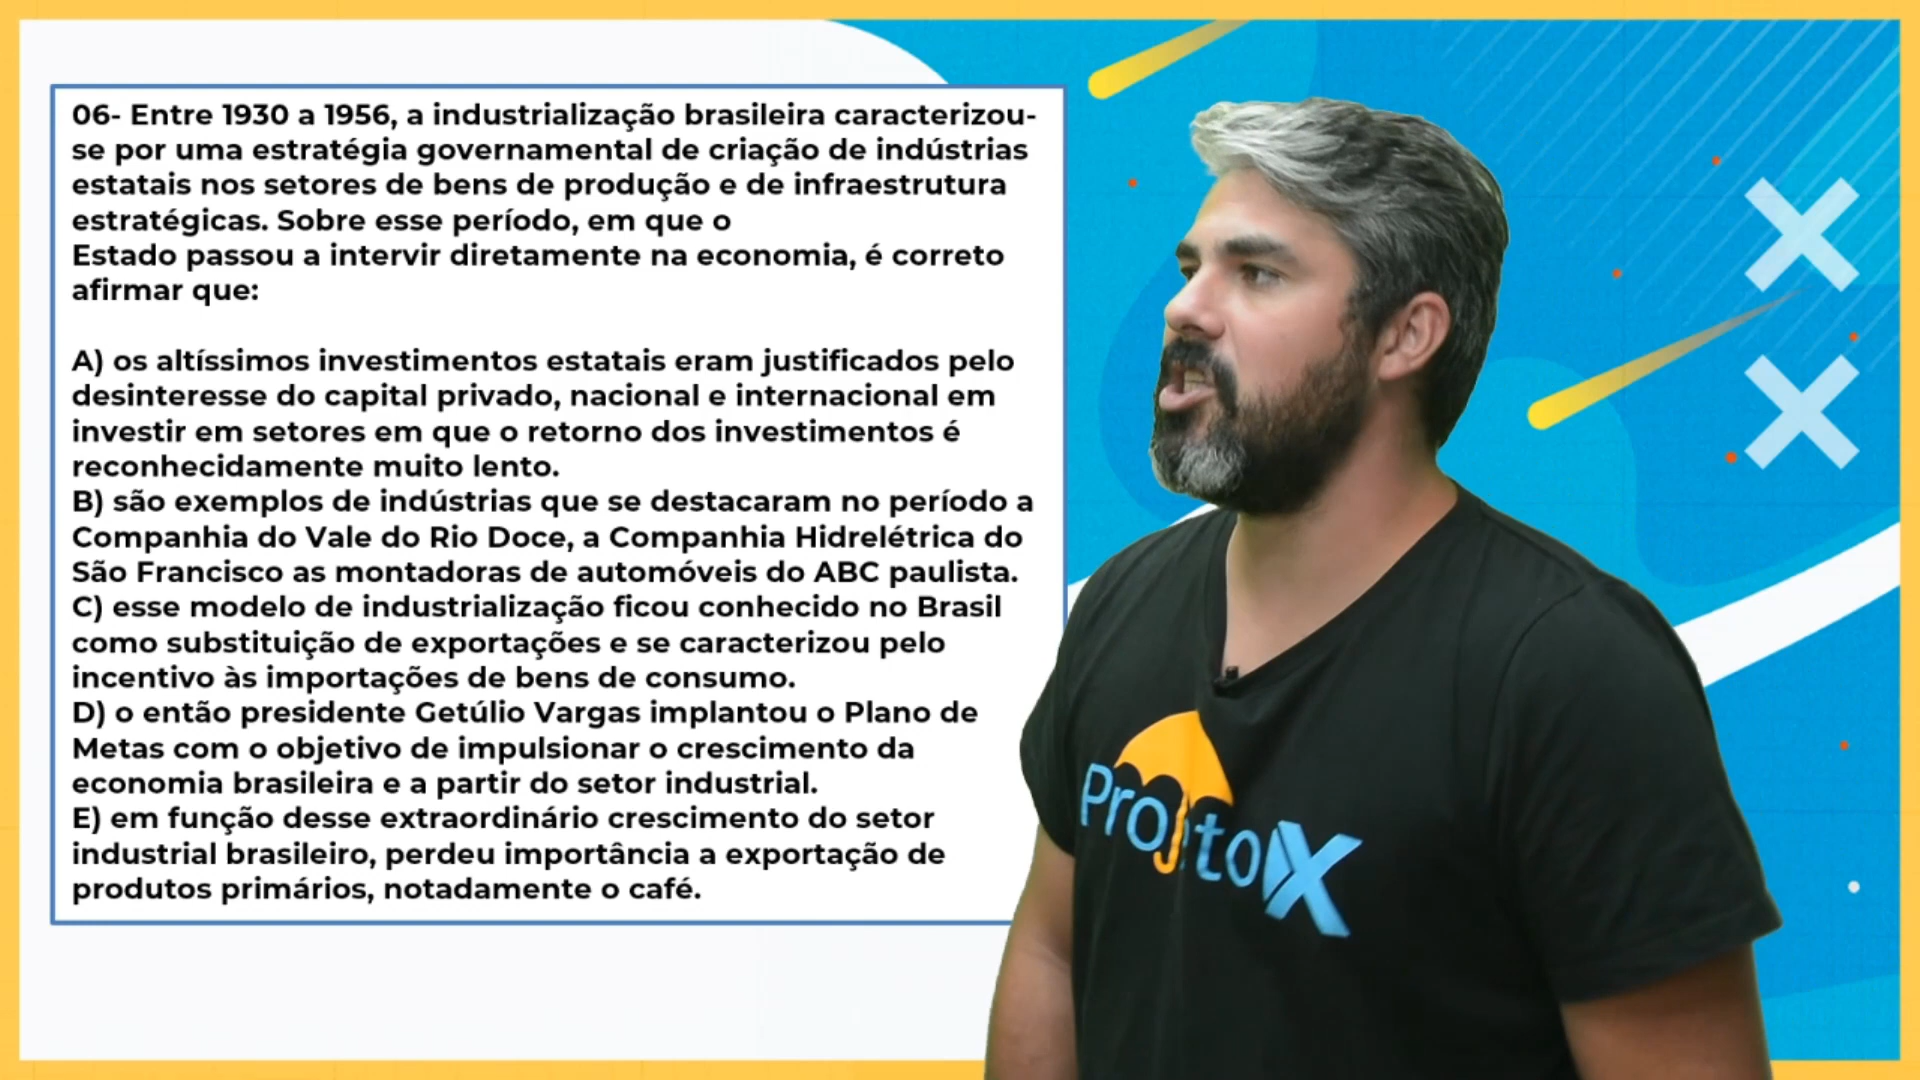 06- Entre 1930 a 1956, a industrialização brasileira caracterizou-
se por uma estratégia governamental de criação de indústrias
estatais nos setores de bens de produção e de infraestrutura
estratégicas. Sobre esse período, em que o
Estado passou a intervir diretamente na economia, é correto
afirmar que:
A) os altíssimos investimentos estatais eram justificados pelo
desinteresse do capital privado, nacional e internacional em
investir em setores em que o retorno dos investimentos é
reconhecidamente muito lento.
B) são exemplos de indústrias que se destacaram no período a
Companhia do Vale do Rio Doce, a Companhia Hidrelétrica do
São Francisco as montadoras de automóveis do ABC paulista.
C) esse modelo de industrialização ficou conhecido no Brasil
como substituição de exportações e se caracterizou pelo
incentivo às importações de bens de consumo.
D) o então presidente Getúlio Vargas implantou o Plano de
Metas com o objetivo de impulsionar o crescimento da
economia brasileira e a partir do setor industrial.
E) em função desse extraordinário crescimento do setor
industrial brasileiro, perdeu importância a exportação de
produtos primários, notadamente o café.
Projeto X